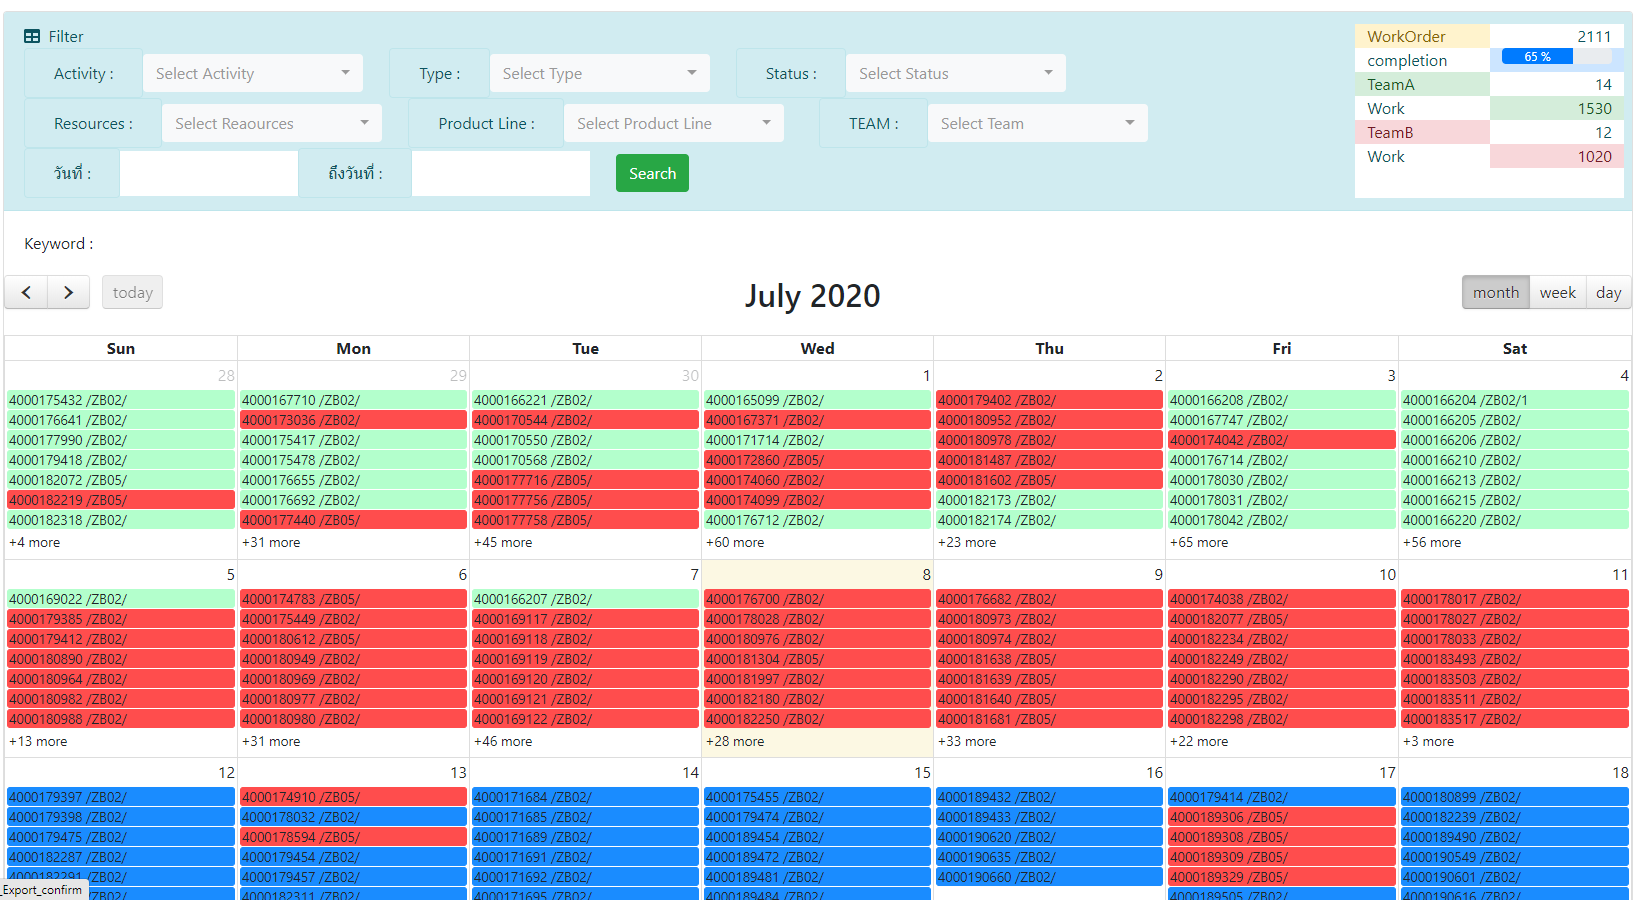 Filter
Activity : Select Activity Type : Select Type Status : Select Status
Resources : Select Reaources Product Line : Select Product Line TEAM : Select Team
วันที่ : ถึงวันที่ : Search
WorkOrder 2111
completion 65 %
TeamA 14
Work 1530
TeamB 12
Work 1020
Keyword :
today July 2020 month week day
Sun Mon Tue Wed Thu Fri Sat
28 29 30 1 2 3 4
4000175432 /ZB02/ 4000167710 /ZB02/ 4000166221 /ZB02/ 4000165099 /ZB02/ 4000179402 /ZB02/ 4000166208 /ZB02/ 4000166204 /ZB02/1
4000176641 /ZB02/ 4000173036 /ZB02/ 4000170544 /ZB02/ 4000167371 /ZB02/ 4000180952 /ZB02/ 4000167747 /ZB02/ 4000166205 /ZB02/
4000177990 /ZB02/ 4000175417 /ZB02/ 4000170550 /ZB02/ 4000171714 /ZB02/ 4000180978 /ZB02/ 4000174042 /ZB02/ 4000166206 /ZB02/
4000179418 /ZB02/ 4000175478 /ZB02/ 4000170568 /ZB02/ 4000172860 /ZB05/ 4000181487 /ZB02/ 4000176714 /ZB02/ 4000166210 /ZB02/
4000182072 /ZB05/ 4000176655 /ZB02/ 4000177716 /ZB05/ 4000174060 /ZB02/ 4000181602 /ZB05/ 4000178030 /ZB02/ 4000166213 /ZB02/
4000182219 /ZB05/ 4000176692 /ZB02/ 4000177756 /ZB05/ 4000174099 /ZB02/ 4000182173 /ZB02/ 4000178031 /ZB02/ 4000166215 /ZB02/
4000182318 /ZB02/ 4000177440 /ZB05/ 4000177758 /ZB05/ 4000176712 /ZB02/ 4000182174 /ZB02/ 4000178042 /ZB02/ 4000166220 /ZB02/
+4 more +31 more +45 more +60 more +23 more +65 more +56 more
5 6 7 8 9 10 11
4000169022 /ZB02/ 4000174783 /ZB05/ 4000166207 /ZB02/ 4000176700 /ZB02/ 4000176682 /ZB02/ 4000174038 /ZB02/ 4000178017 /ZB02/
4000179385 /ZB02/ 4000175449 /ZB02/ 4000169117 /ZB02/ 4000178028 /ZB02/ 4000180973 /ZB02/ 4000182077 /ZB05/ 4000178027 /ZB02/
4000179412 /ZB02/ 4000180612 /ZB05/ 4000169118 /ZB02/ 4000180976 /ZB02/ 4000180974 /ZB02/ 4000182234 /ZB02/ 4000178033 /ZB02/
4000180890 /ZB02/ 4000180949 /ZB02/ 4000169119 /ZB02/ 4000181304 /ZB05/ 4000181638 /ZB05/ 4000182249 /ZB02/ 4000183493 /ZB02/
4000180964 /ZB02/ 4000180969 /ZB02/ 4000169120 /ZB02/ 4000181997 /ZB02/ 4000181639 /ZB05/ 4000182290 /ZB02/ 4000183503 /ZB02/
4000180982 /ZB02/ 4000180977 /ZB02/ 4000169121 /ZB02/ 4000182180 /ZB02/ 4000181640 /ZB05/ 4000182295 /ZB02/ 4000183511 /ZB02/
4000180988 /ZB02/ 4000180980 /ZB02/ 4000169122 /ZB02/ 4000182250 /ZB02/ 4000181681 /ZB05/ 4000182298 /ZB02/ 4000183517 /ZB02/
+13 more +31 more +46 more +28 more +33 more +22 more +3 more
12 13 14 15 16 17 18
4000179397 /ZB02/ 4000174910 /ZB05/ 4000171684 /ZB02/ 4000175455 /ZB02/ 4000189432 /ZB02/ 4000179414 /ZB02/ 4000180899 /ZB02/
4000179398 /ZB02/ 4000178032 /ZB02/ 4000171685 /ZB02/ 4000179474 /ZB02/ 4000189433 /ZB02/ 4000189306 /ZB05/ 4000182239 /ZB02/
4000179475 /ZB02/ 4000178594 /ZB05/ 4000171689 /ZB02/ 4000189454 /ZB02/ 4000190620 /ZB02/ 4000189308 /ZB05/ 4000189490 /ZB02/
4000182287 /ZB02/ 4000179454 /ZB02/ 4000171691 /ZB02/ 4000189472 /ZB02/ 4000190635 /ZB02/ 4000189309 /ZB05/ 4000190549 /ZB02/
4000182291 /ZB02/ 4000179457 /ZB02/ 4000171692 /ZB02/ 4000189481 /ZB02/ 4000190660 /ZB02/ 4000189329 /ZB05/ 4000190601 /ZB02/
_Export_confirm 4000182311 /ZB02/ 4000171695 /ZB02/ 4000189484 /ZB02/ 4000189505 /ZB02/ 4000190616 /ZB02/